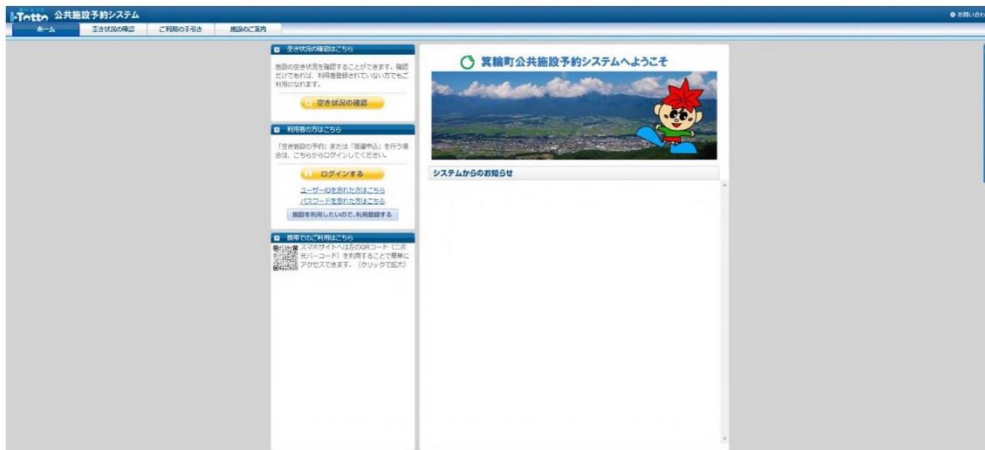 i-Totto 公共施設予約システム
お問い合わ
ホーム 空き状況の確認 ご利用の手引き 施設のご案内
空き状況の確認はこちら
施設の空き状況を確認することができます。確認
だけであれば、利用者登録されていない方でもご
利用になれます。
空き状況の確認
利用者の方はこちら
「空き施設の予約」または「抽選申込」を行う場
合は、こちらからログインしてください。
ログインする
ユーザーIDを忘れた方はこちら
パスワードを忘れた方はこちら
施設を利用したいので、利用登録する
携帯でのご利用はこちら
スマホサイトへは左のQRコード(二次
元バーコード)を利用することで簡単に
アクセスできます。(クリックで拡大)
箕輪町公共施設予約システムへようこそ
システムからのお知らせ